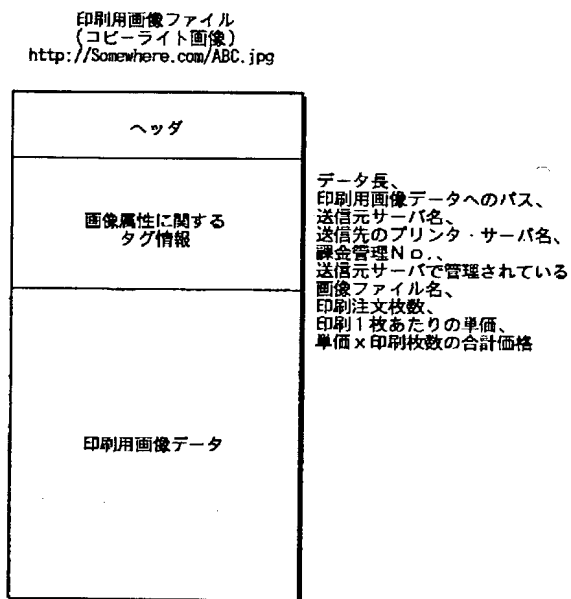 印刷用画像ファイル
(コピーライト画像)
http://Somewhere.com/ABC.jpg
ヘッダ
画像属性に関する
タグ情報
データ長、
印刷用画像データへのパス、
送信元サーバ名、
送信先のプリンタ・サーバ名、
課金管理No.、
送信元サーバで管理されている
画像ファイル名、
印刷注文枚数、
印刷1枚あたりの単価、
単価x印刷枚数の合計価格
印刷用画像データ